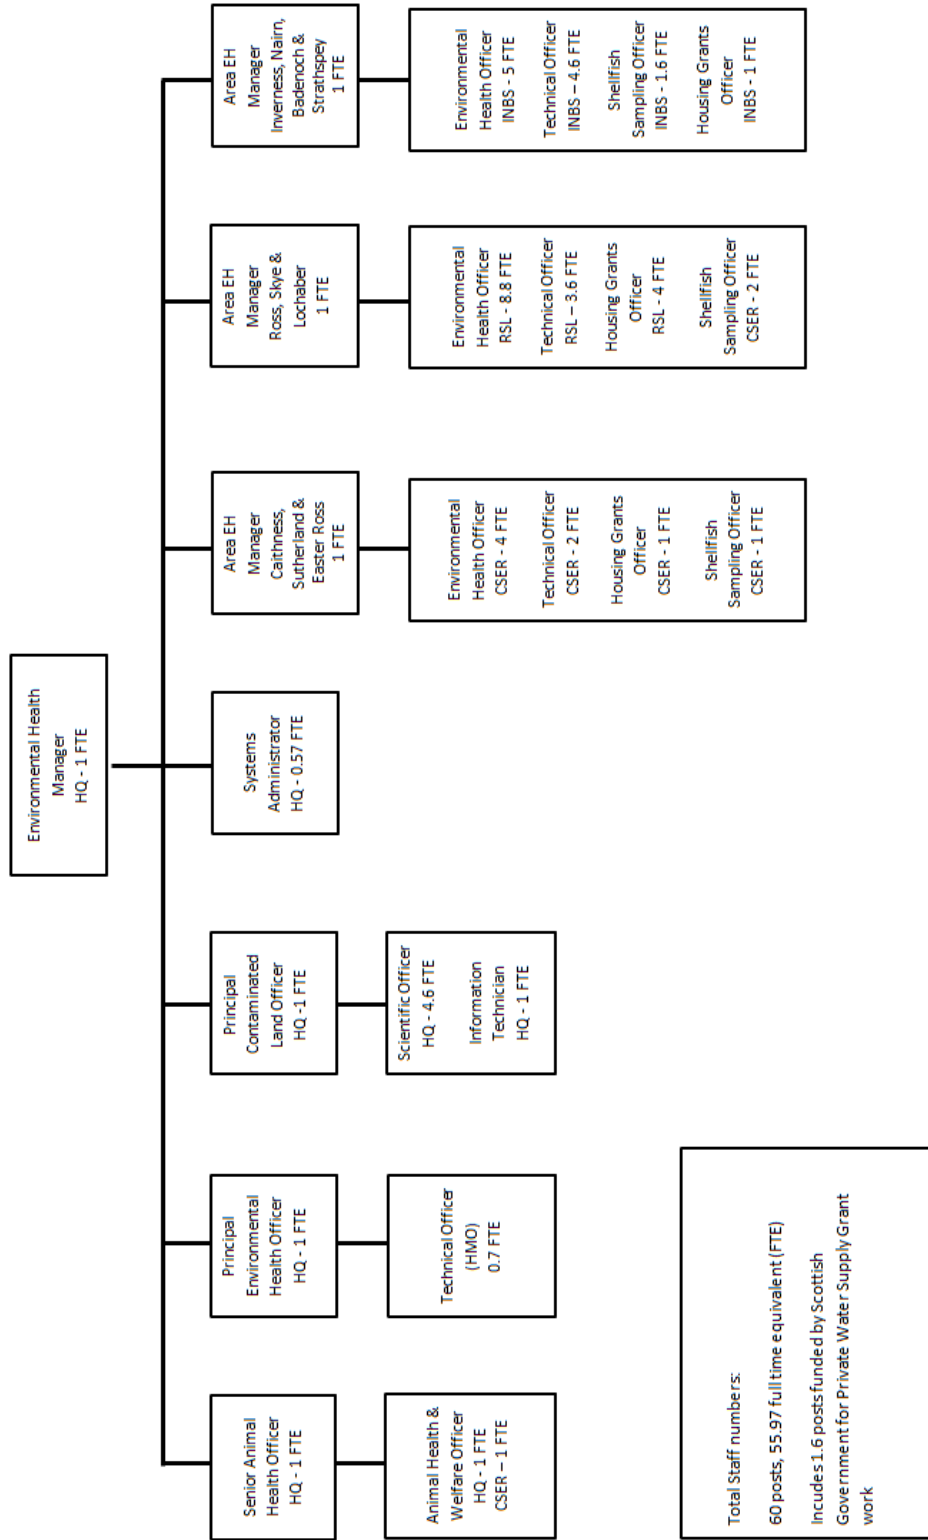 Environmental Health
Manager
HQ - 1 FTE
Senior Animal
Health Officer
HQ - 1 FTE
Principal
Environmental
Health Officer
HQ - 1 FTE
Principal
Contaminated
Land Officer
HQ -1 FTE
Systems
Administrator
HQ - 0.57 FTE
Area EH
Manager
Caithness,
Sutherland &
Easter Ross
1 FTE
Area EH
Manager
Ross, Skye &
Lochaber
1 FTE
Area EH
Manager
Inverness, Nairn,
Badenoch &
Strathspey
1 FTE
Animal Health &
Welfare Officer
HQ - 1 FTE
CSER – 1 FTE
Technical Officer
(HMO)
0.7 FTE
Scientific Officer
HQ - 4.6 FTE
Information
Technician
HQ - 1 FTE
Environmental
Health Officer
CSER - 4 FTE
Technical Officer
CSER - 2 FTE
Housing Grants
Officer
CSER - 1 FTE
Shellfish
Sampling Officer
CSER - 1 FTE
Environmental
Health Officer
RSL - 8.8 FTE
Technical Officer
RSL – 3.6 FTE
Housing Grants
Officer
RSL - 4 FTE
Shellfish
Sampling Officer
CSER - 2 FTE
Environmental
Health Officer
INBS - 5 FTE
Technical Officer
INBS – 4.6 FTE
Shellfish
Sampling Officer
INBS - 1.6 FTE
Housing Grants
Officer
INBS - 1 FTE
Total Staff numbers:
60 posts, 55.97 full time equivalent (FTE)
Incudes 1.6 posts funded by Scottish
Government for Private Water Supply Grant
work